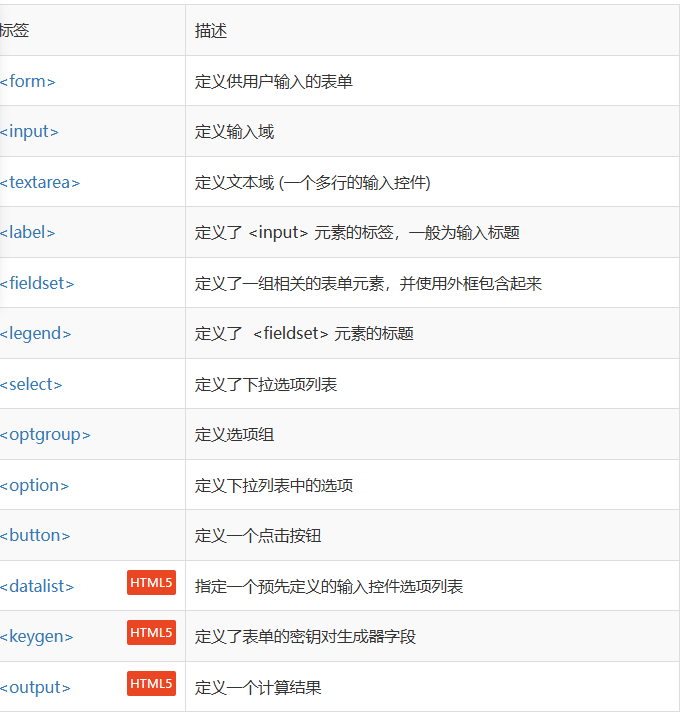 标签 描述
<form> 定义供用户输入的表单
<input> 定义输入域
<textarea> 定义文本域 (一个多行的输入控件)
<label> 定义了 <input> 元素的标签，一般为输入标题
<fieldset> 定义了一组相关的表单元素，并使用外框包含起来
<legend> 定义了 <fieldset> 元素的标题
<select> 定义了下拉选项列表
<optgroup> 定义选项组
<option> 定义下拉列表中的选项
<button> 定义一个点击按钮
<datalist> HTML5 指定一个预先定义的输入控件选项列表
<keygen> HTML5 定义了表单的密钥对生成器字段
<output> HTML5 定义一个计算结果